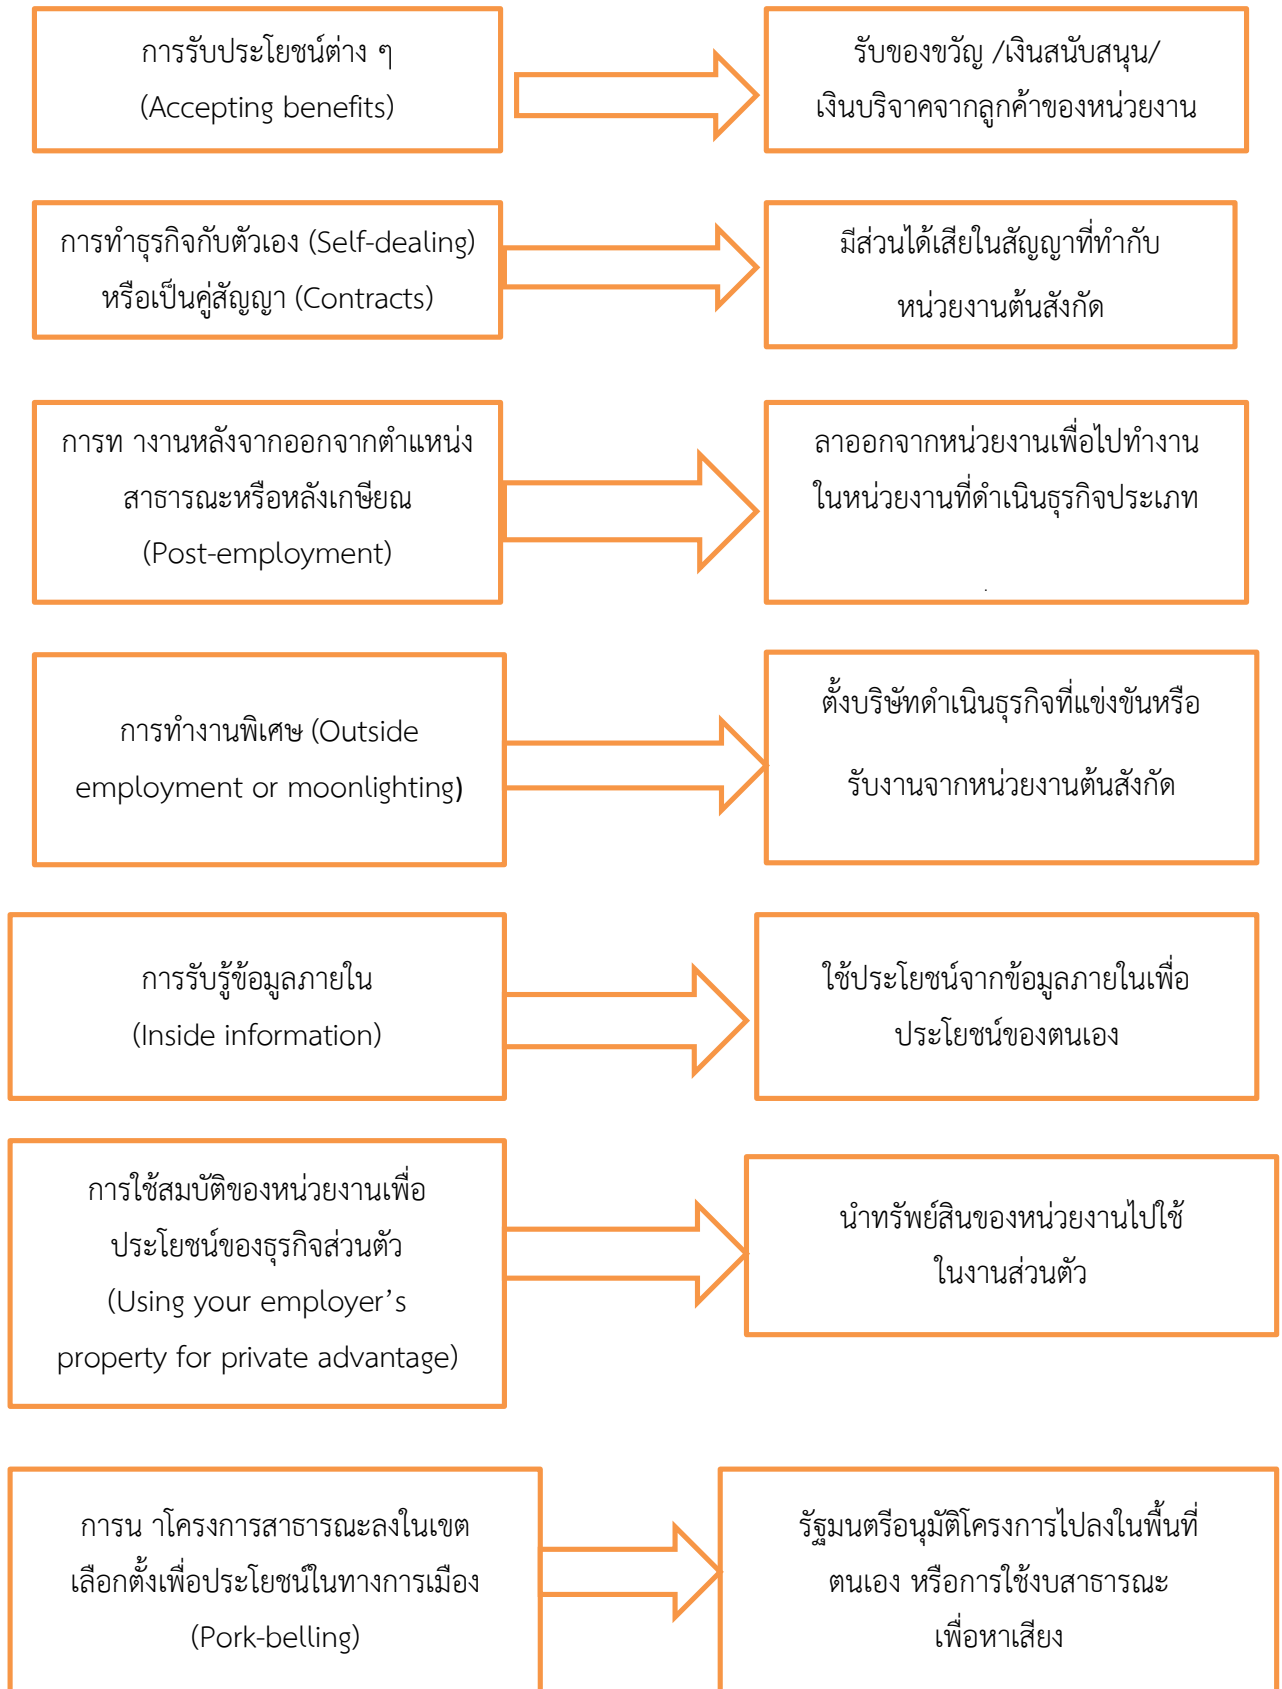 การรับประโยชน์ต่าง ๆ
(Accepting benefits)
รับของขวัญ /เงินสนับสนุน/
เงินบริจาคจากลูกค้าของหน่วยงาน
การทำธุรกิจกับตัวเอง (Self-dealing)
หรือเป็นคู่สัญญา (Contracts)
มีส่วนได้เสียในสัญญาที่ทำกับ
หน่วยงานต้นสังกัด
การท างานหลังจากออกจากตำแหน่ง
สาธารณะหรือหลังเกษียณ
(Post-employment)
ลาออกจากหน่วยงานเพื่อไปทำงาน
ในหน่วยงานที่ดำเนินธุรกิจประเภท
.
การทำงานพิเศษ (Outside
employment or moonlighting)
ตั้งบริษัทดำเนินธุรกิจที่แข่งขันหรือ
รับงานจากหน่วยงานต้นสังกัด
การรับรู้ข้อมูลภายใน
(Inside information)
ใช้ประโยชน์จากข้อมูลภายในเพื่อ
ประโยชน์ของตนเอง
การใช้สมบัติของหน่วยงานเพื่อ
ประโยชน์ของธุรกิจส่วนตัว
(Using your employer’s
property for private advantage)
นำทรัพย์สินของหน่วยงานไปใช้
ในงานส่วนตัว
การน าโครงการสาธารณะลงในเขต
เลือกตั้งเพื่อประโยชน์ในทางการเมือง
(Pork-belling)
รัฐมนตรีอนุมัติโครงการไปลงในพื้นที่
ตนเอง หรือการใช้งบสาธารณะ
เพื่อหาเสียง